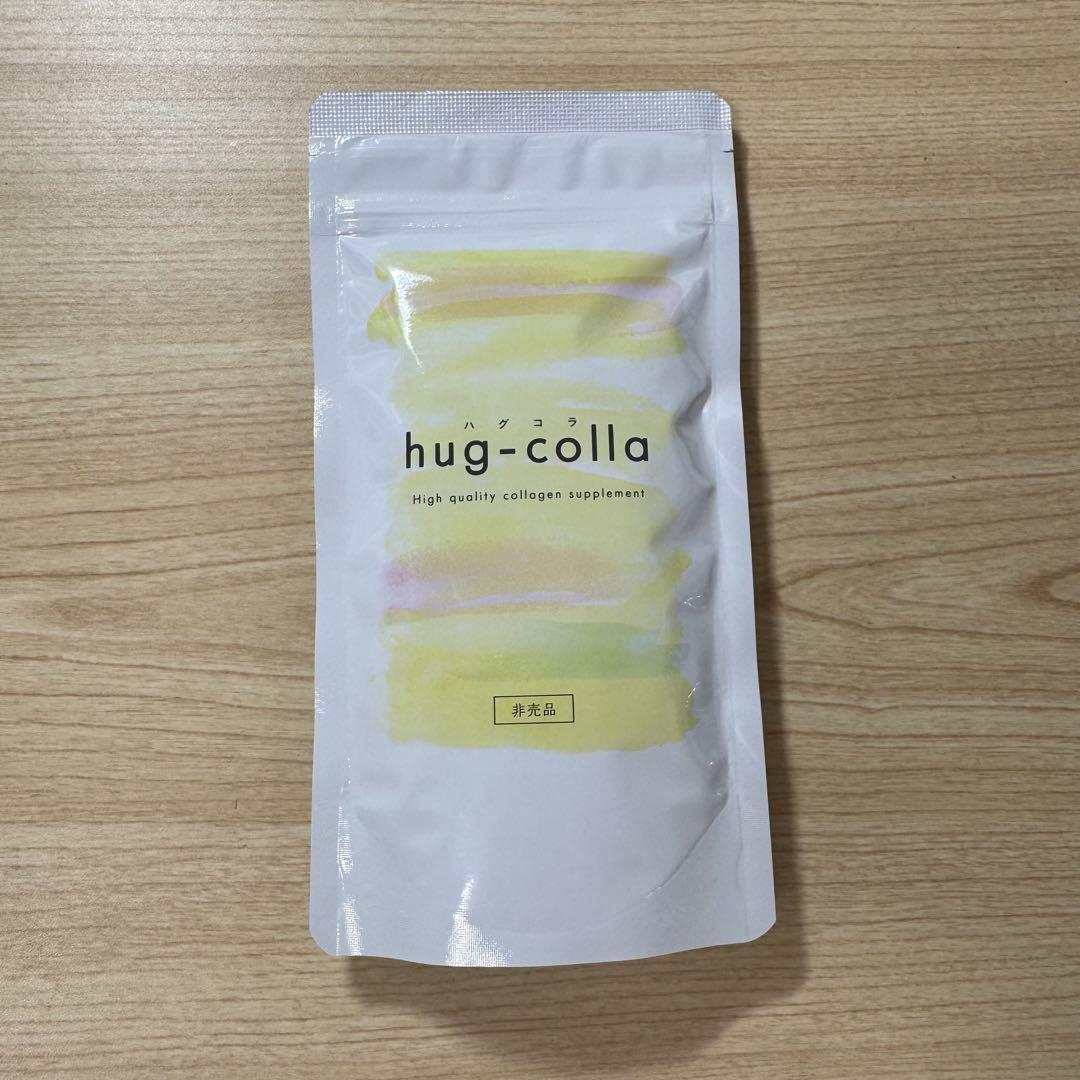 ハグコラ
hug-colla
High quality collagen supplement
非売品